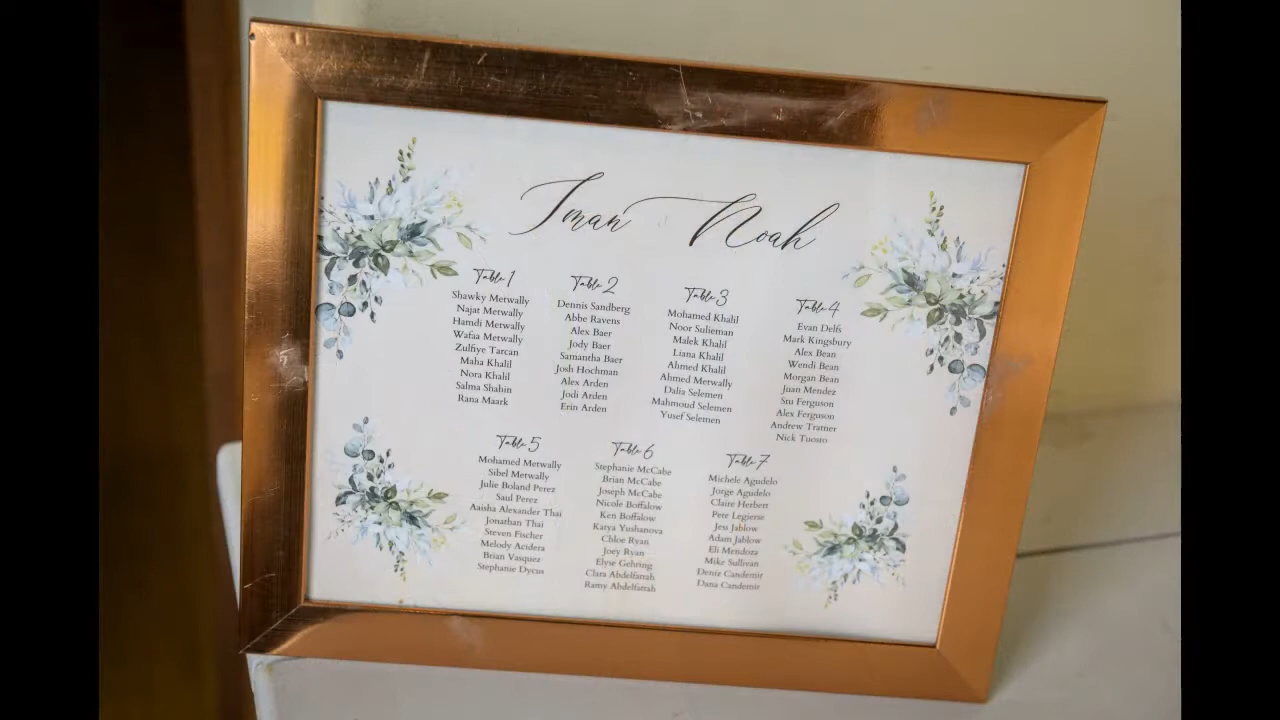 Iman Noah
Table 1
Shawky Metwally
Najat Metwally
Hamdi Metwally
Wafaa Metwally
Zulfiye Tarcan
Maha Khalil
Nora Khalil
Salma Shahin
Rana Maark
Table 2
Dennis Sandberg
Abbe Ravens
Alex Baer
Jody Baer
Samantha Baer
Josh Hochman
Alex Arden
Jodi Arden
Erin Arden
Table 3
Mohamed Khalil
Noor Sulieman
Malek Khalil
Liana Khalil
Ahmed Khalil
Ahmed Metwally
Dalia Selemen
Mahmoud Selemen
Yusef Selemen
Table 4
Evan Delfs
Mark Kingsbury
Alex Bean
Wendi Bean
Morgan Bean
Juan Mendez
Stu Ferguson
Alex Ferguson
Andrew Tratner
Nick Tuosto
Table 5
Mohamed Metwally
Sibel Metwally
Julie Boland Perez
Saul Perez
Aaisha Alexander Thai
Jonathan Thai
Steven Fischer
Melody Acidera
Brian Vasquez
Stephanie Dycus
Table 6
Stephanie McCabe
Brian McCabe
Joseph McCabe
Nicole Boffalow
Ken Boffalow
Katya Yushanova
Chloe Ryan
Joey Ryan
Elyse Gehring
Clara Abdelfattah
Ramy Abdelfattah
Table 7
Michele Agudelo
Jorge Agudelo
Claire Herbert
Pete Legierse
Jess Jablow
Adam Jablow
Eli Mendoza
Mike Sullivan
Deniz Candemir
Dana Candemir